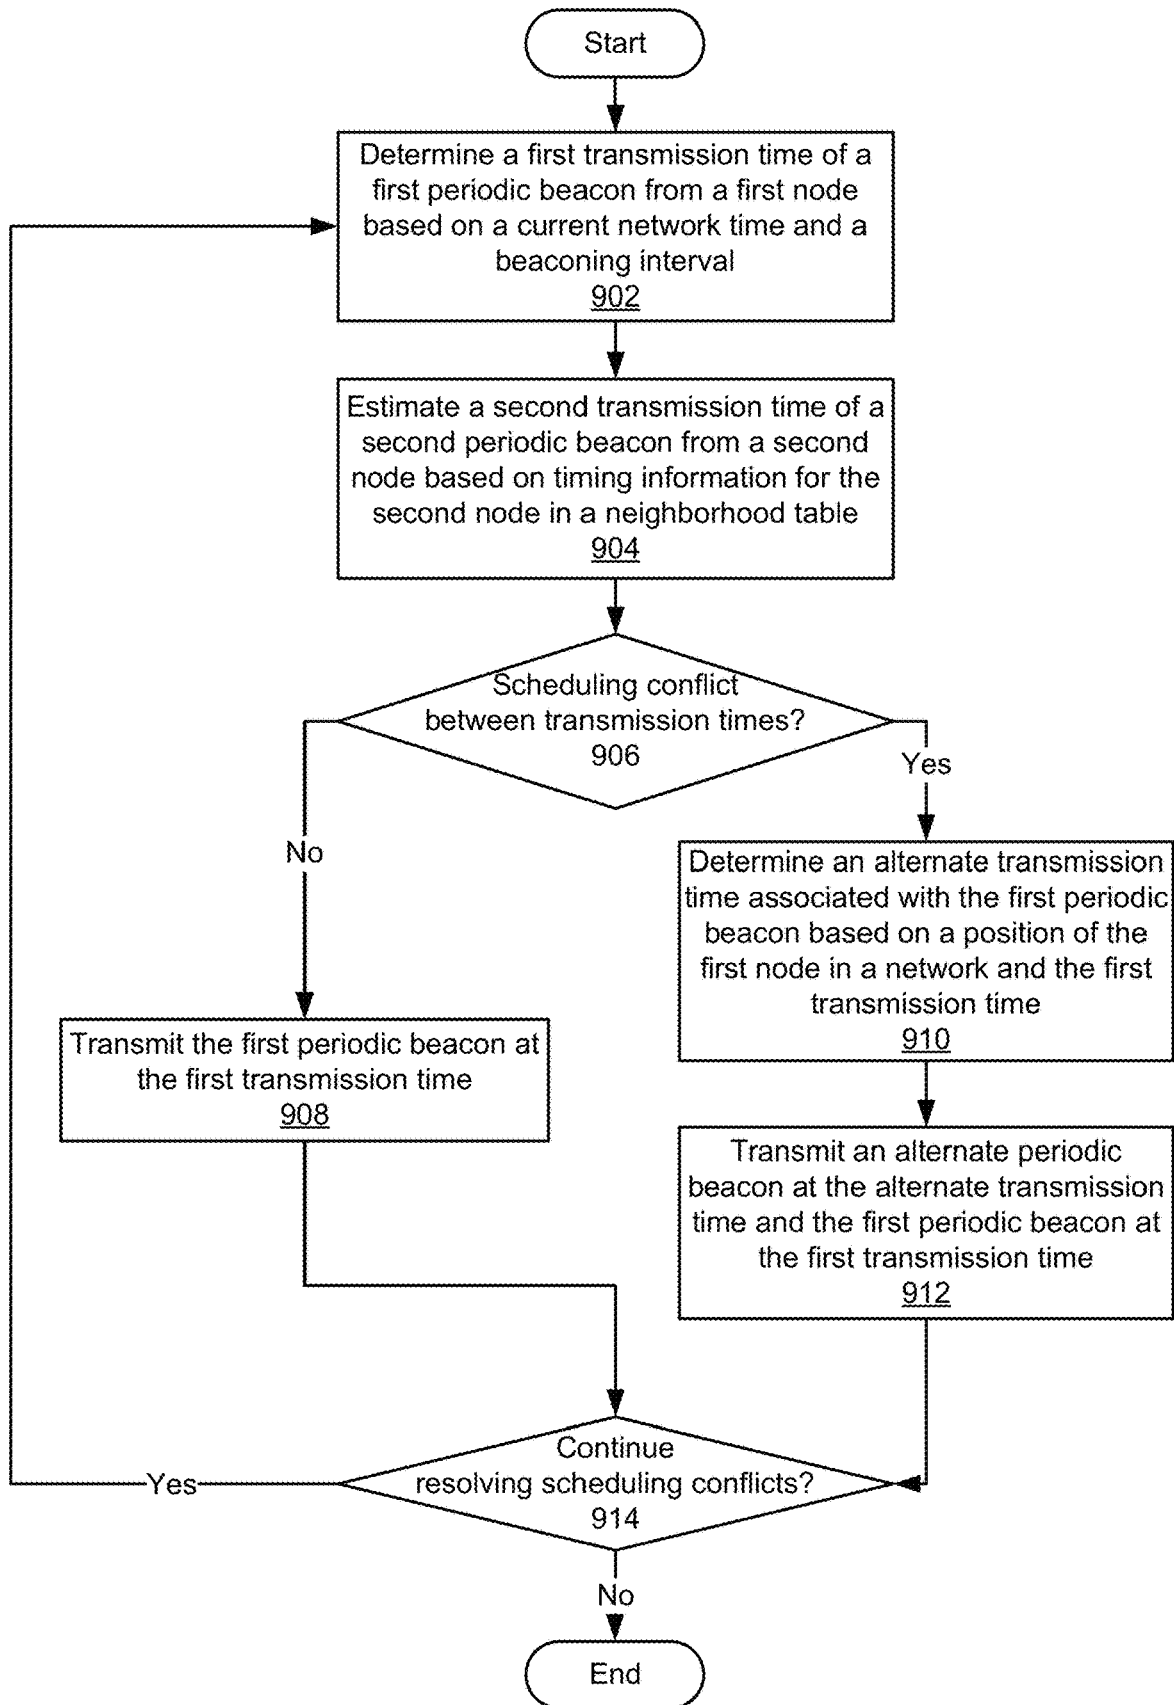 Start
Determine a first transmission time of a
first periodic beacon from a first node
based on a current network time and a
beaconing interval
902
Estimate a second transmission time of a
second periodic beacon from a second
node based on timing information for the
second node in a neighborhood table
904
Scheduling conflict
between transmission times?
906
Yes
No
Determine an alternate transmission
time associated with the first periodic
beacon based on a position of the
first node in a network and the first
transmission time
910
Transmit the first periodic beacon at
the first transmission time
908
Transmit an alternate periodic
beacon at the alternate transmission
time and the first periodic beacon at
the first transmission time
912
Continue
resolving scheduling conflicts?
914
Yes
No
End